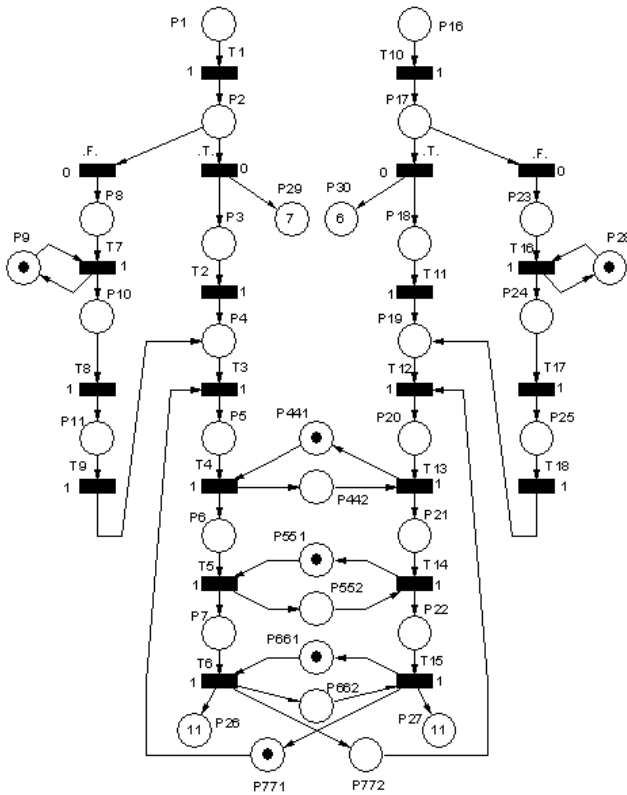 P1 P16
T1 T10
1 1
P2 P17
.F. .T. .T. .F.
0 0 0 0
P8 P29 P30 P23
7 6
P9 P3 P18 P28
T7 T16
1 1
P10 T2 T11 P24
1 1
P4 P19
T8 T3 T12 T17
1 1 1 1
P11 P5 P441 P20 P25
T9 T4 T13 T18
1 1 1 1
P442
P6 P21
P551
T5 T14
1 1
P552
P7 P22
P661
T6 T15
1 1
P662
11 P26 P27 11
P771 P772